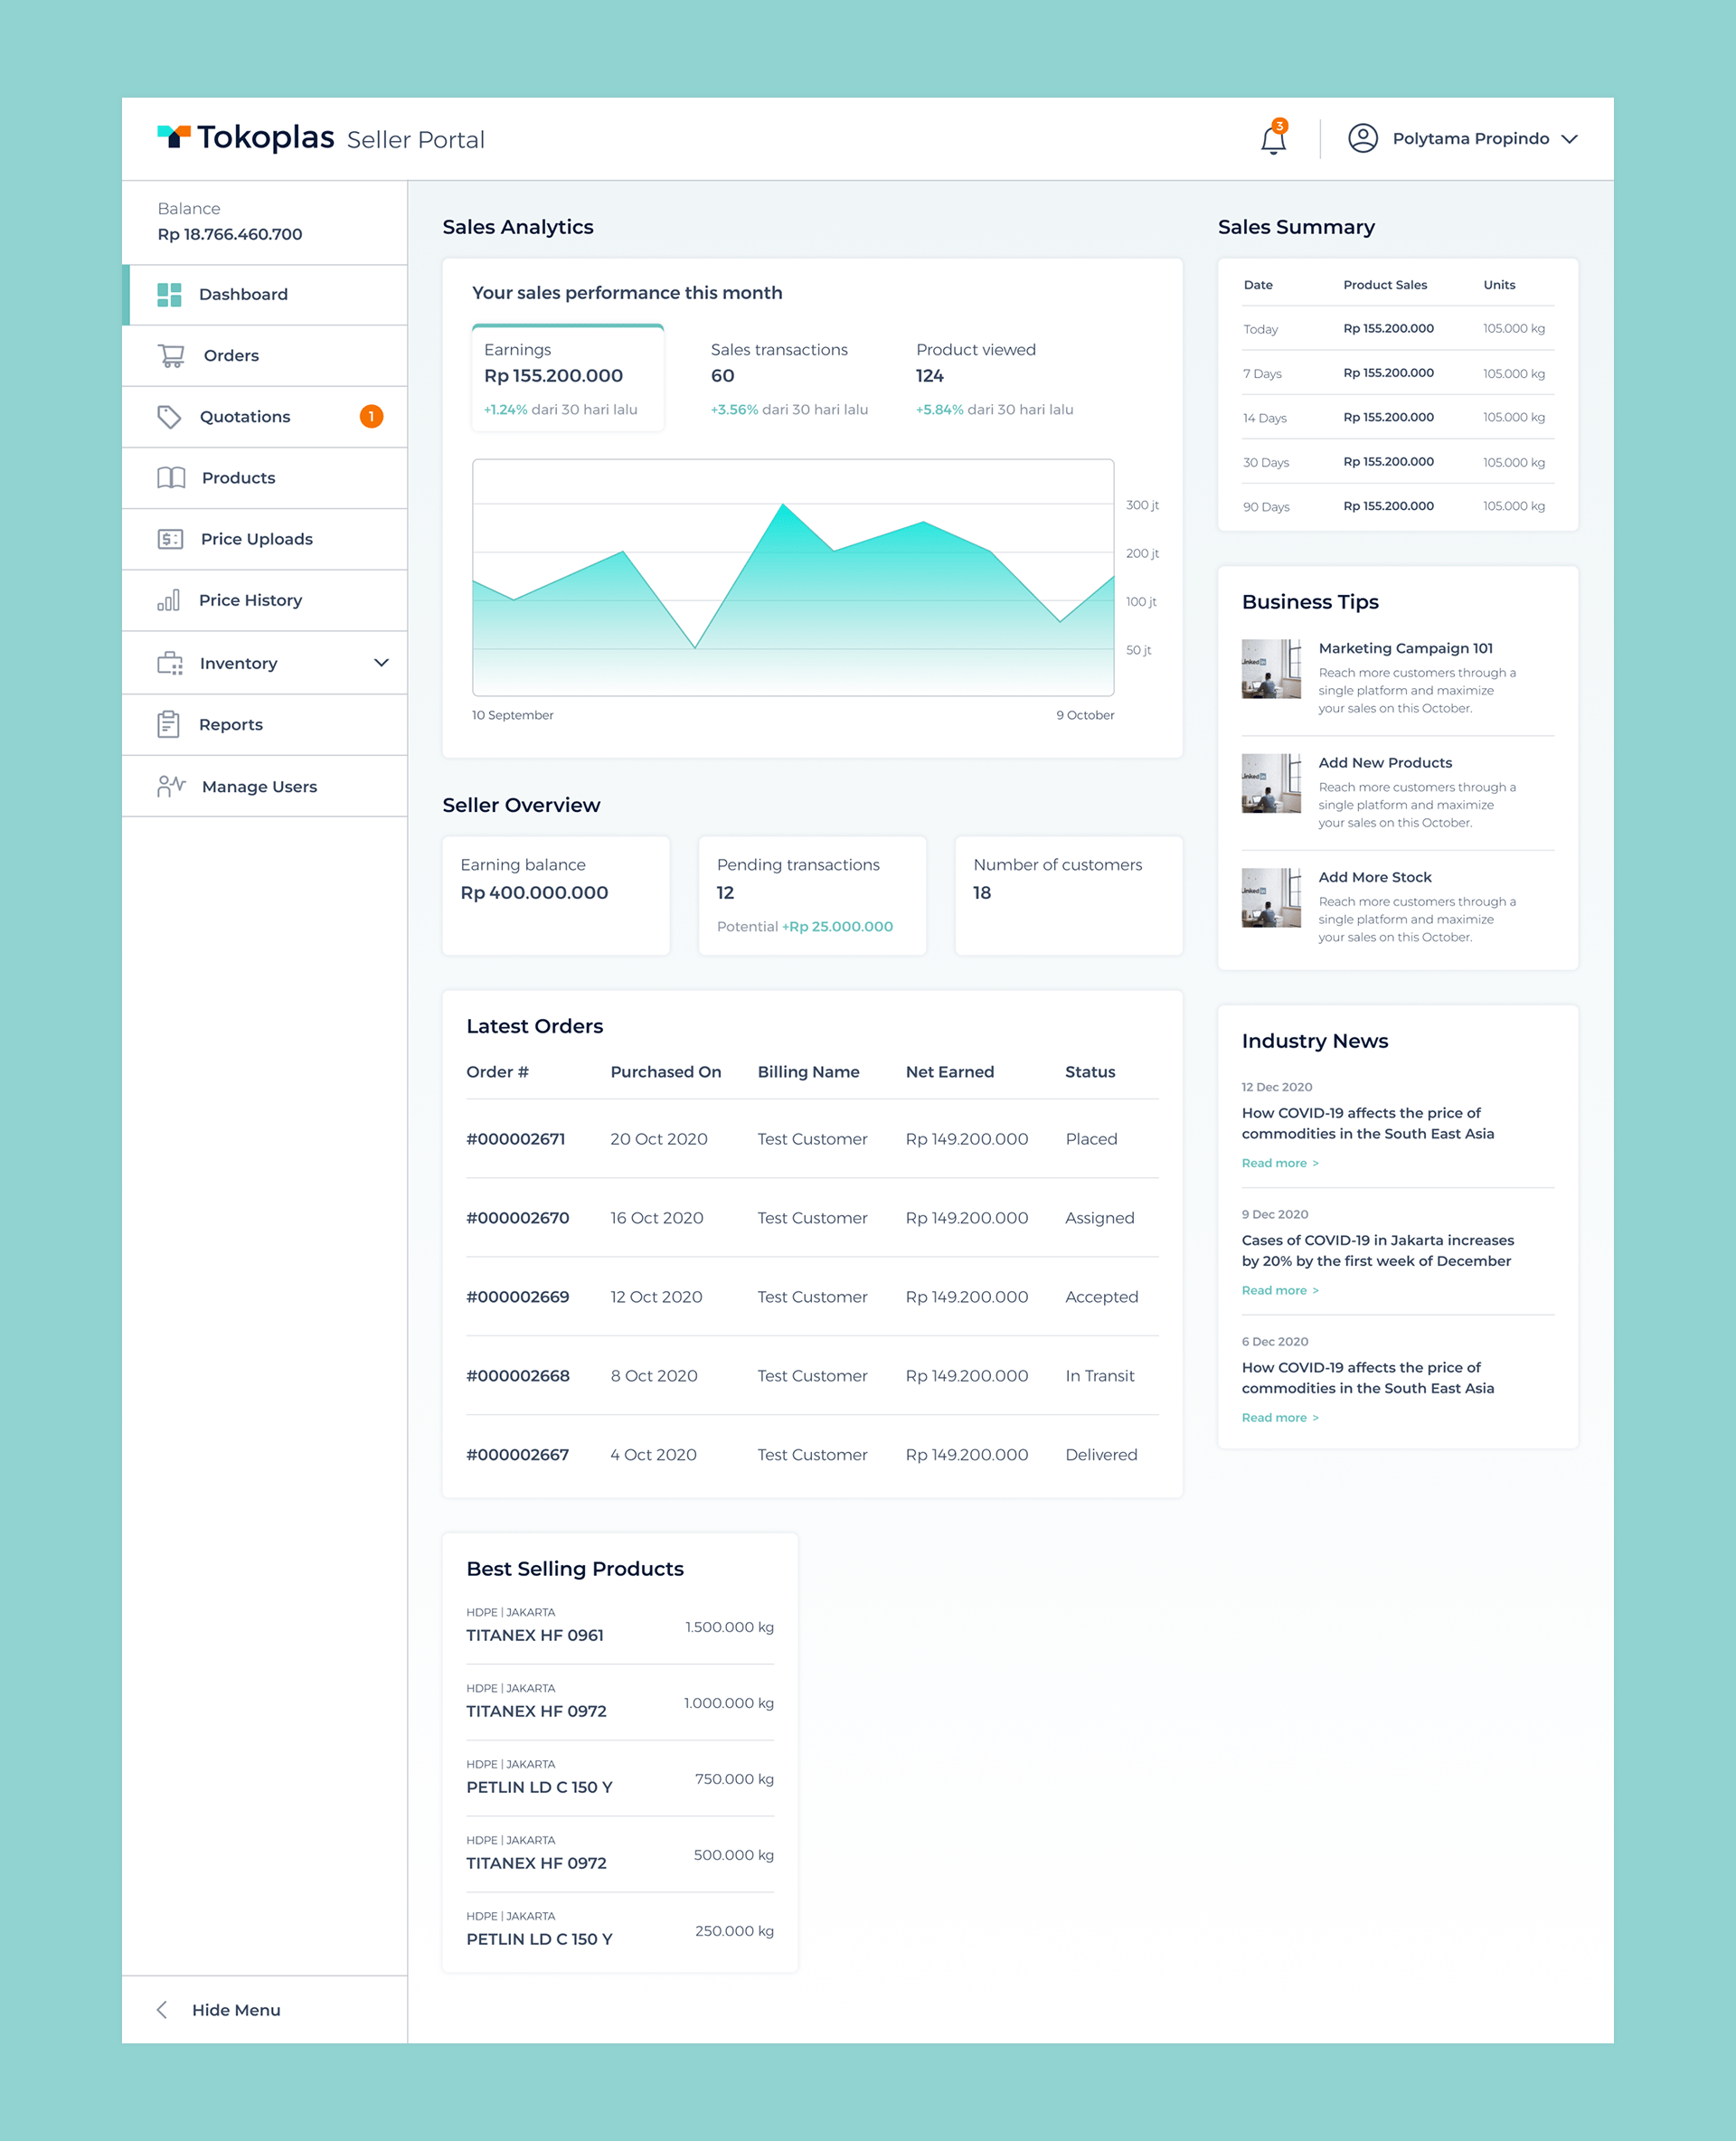 Tokoplas Seller Portal
3
Polytama Propindo
Balance
Rp 18.766.460.700
Dashboard
Orders
Quotations 1
Products
Price Uploads
Price History
Inventory
Reports
Manage Users
Hide Menu
Sales Analytics
Your sales performance this month
Earnings
Rp 155.200.000
+1.24% dari 30 hari lalu
Sales transactions
60
+3.56% dari 30 hari lalu
Product viewed
124
+5.84% dari 30 hari lalu
300 jt
200 jt
100 jt
50 jt
10 September
9 October
Seller Overview
Earning balance
Rp 400.000.000
Pending transactions
12
Potential +Rp 25.000.000
Number of customers
18
Latest Orders
Order # Purchased On Billing Name Net Earned Status
#000002671 20 Oct 2020 Test Customer Rp 149.200.000 Placed
#000002670 16 Oct 2020 Test Customer Rp 149.200.000 Assigned
#000002669 12 Oct 2020 Test Customer Rp 149.200.000 Accepted
#000002668 8 Oct 2020 Test Customer Rp 149.200.000 In Transit
#000002667 4 Oct 2020 Test Customer Rp 149.200.000 Delivered
Best Selling Products
HDPE | JAKARTA
TITANEX HF 0961
1.500.000 kg
HDPE | JAKARTA
TITANEX HF 0972
1.000.000 kg
HDPE | JAKARTA
PETLIN LD C 150 Y
750.000 kg
HDPE | JAKARTA
TITANEX HF 0972
500.000 kg
HDPE | JAKARTA
PETLIN LD C 150 Y
250.000 kg
Sales Summary
Date Product Sales Units
Today Rp 155.200.000 105.000 kg
7 Days Rp 155.200.000 105.000 kg
14 Days Rp 155.200.000 105.000 kg
30 Days Rp 155.200.000 105.000 kg
90 Days Rp 155.200.000 105.000 kg
Business Tips
Linked in
Marketing Campaign 101
Reach more customers through a
single platform and maximize
your sales on this October.
Linked in
Add New Products
Reach more customers through a
single platform and maximize
your sales on this October.
Linked in
Add More Stock
Reach more customers through a
single platform and maximize
your sales on this October.
Industry News
12 Dec 2020
How COVID-19 affects the price of
commodities in the South East Asia
Read more >
9 Dec 2020
Cases of COVID-19 in Jakarta increases
by 20% by the first week of December
Read more >
6 Dec 2020
How COVID-19 affects the price of
commodities in the South East Asia
Read more >